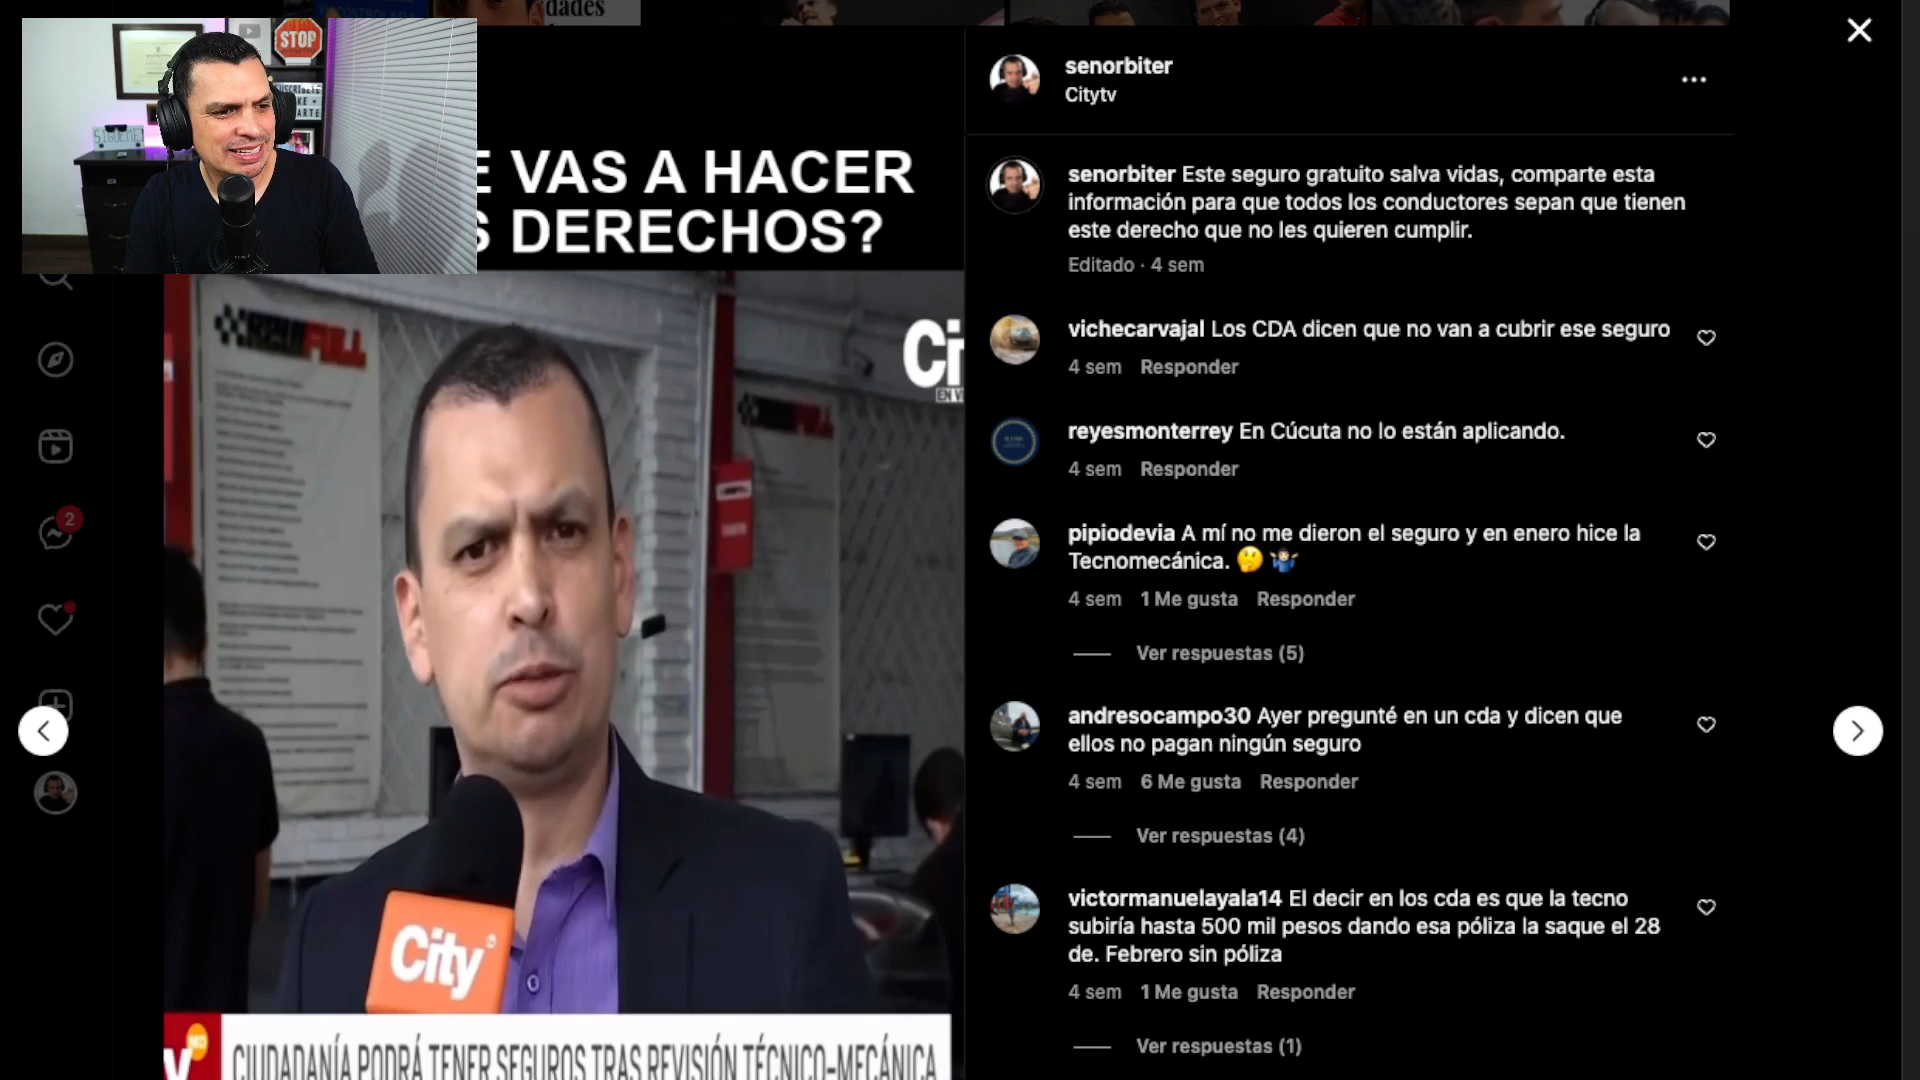 dades
STOP
SUSCRIBETE
LIKE +
SÍGUEME
E VAS A HACER
S DERECHOS?
FULL
Cit
City
MD
CIUDADANÍA PODRÁ TENER SEGUROS TRAS REVISIÓN TÉCNICO-MECÁNICA
2
senorbiter
Citytv
senorbiter Este seguro gratuito salva vidas, comparte esta
información para que todos los conductores sepan que tienen
este derecho que no les quieren cumplir.
Editado · 4 sem
vichecarvajal Los CDA dicen que no van a cubrir ese seguro
4 sem Responder
reyesmonterrey En Cúcuta no lo están aplicando.
4 sem Responder
pipiodevia A mí no me dieron el seguro y en enero hice la
Tecnomecánica. 🤔 🤷🏻‍♂️
4 sem 1 Me gusta Responder
Ver respuestas (5)
andresocampo30 Ayer pregunté en un cda y dicen que
ellos no pagan ningún seguro
4 sem 6 Me gusta Responder
Ver respuestas (4)
victormanuelayala14 El decir en los cda es que la tecno
subiría hasta 500 mil pesos dando esa póliza la saque el 28
de. Febrero sin póliza
4 sem 1 Me gusta Responder
Ver respuestas (1)